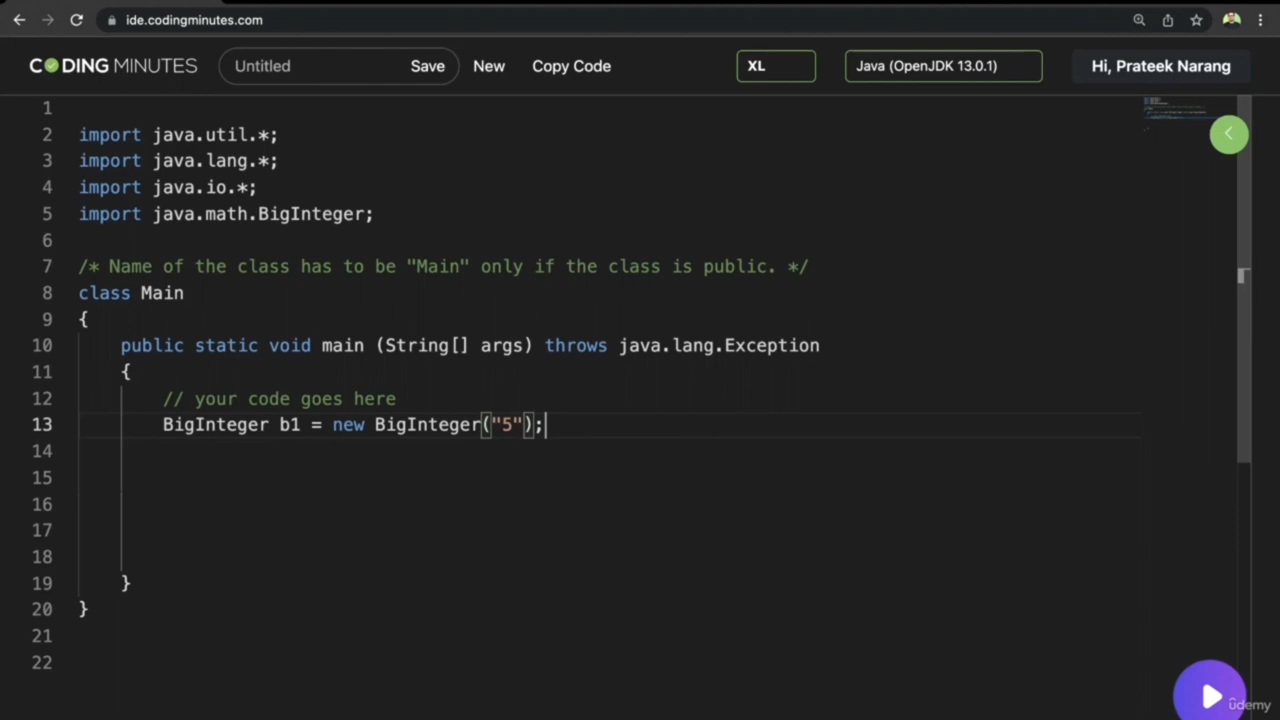 ide.codingminutes.com
CODING MINUTES Untitled Save New Copy Code XL Java (OpenJDK 13.0.1) Hi, Prateek Narang
1
2 import java.util.*;
3 import java.lang.*;
4 import java.io.*;
5 import java.math.BigInteger;
6
7 /* Name of the class has to be "Main" only if the class is public. */
8 class Main
9 {
10 public static void main (String[] args) throws java.lang.Exception
11 {
12 // your code goes here
13 BigInteger b1 = new BigInteger("5");
14
15
16
17
18
19 }
20 }
21
22
udemy